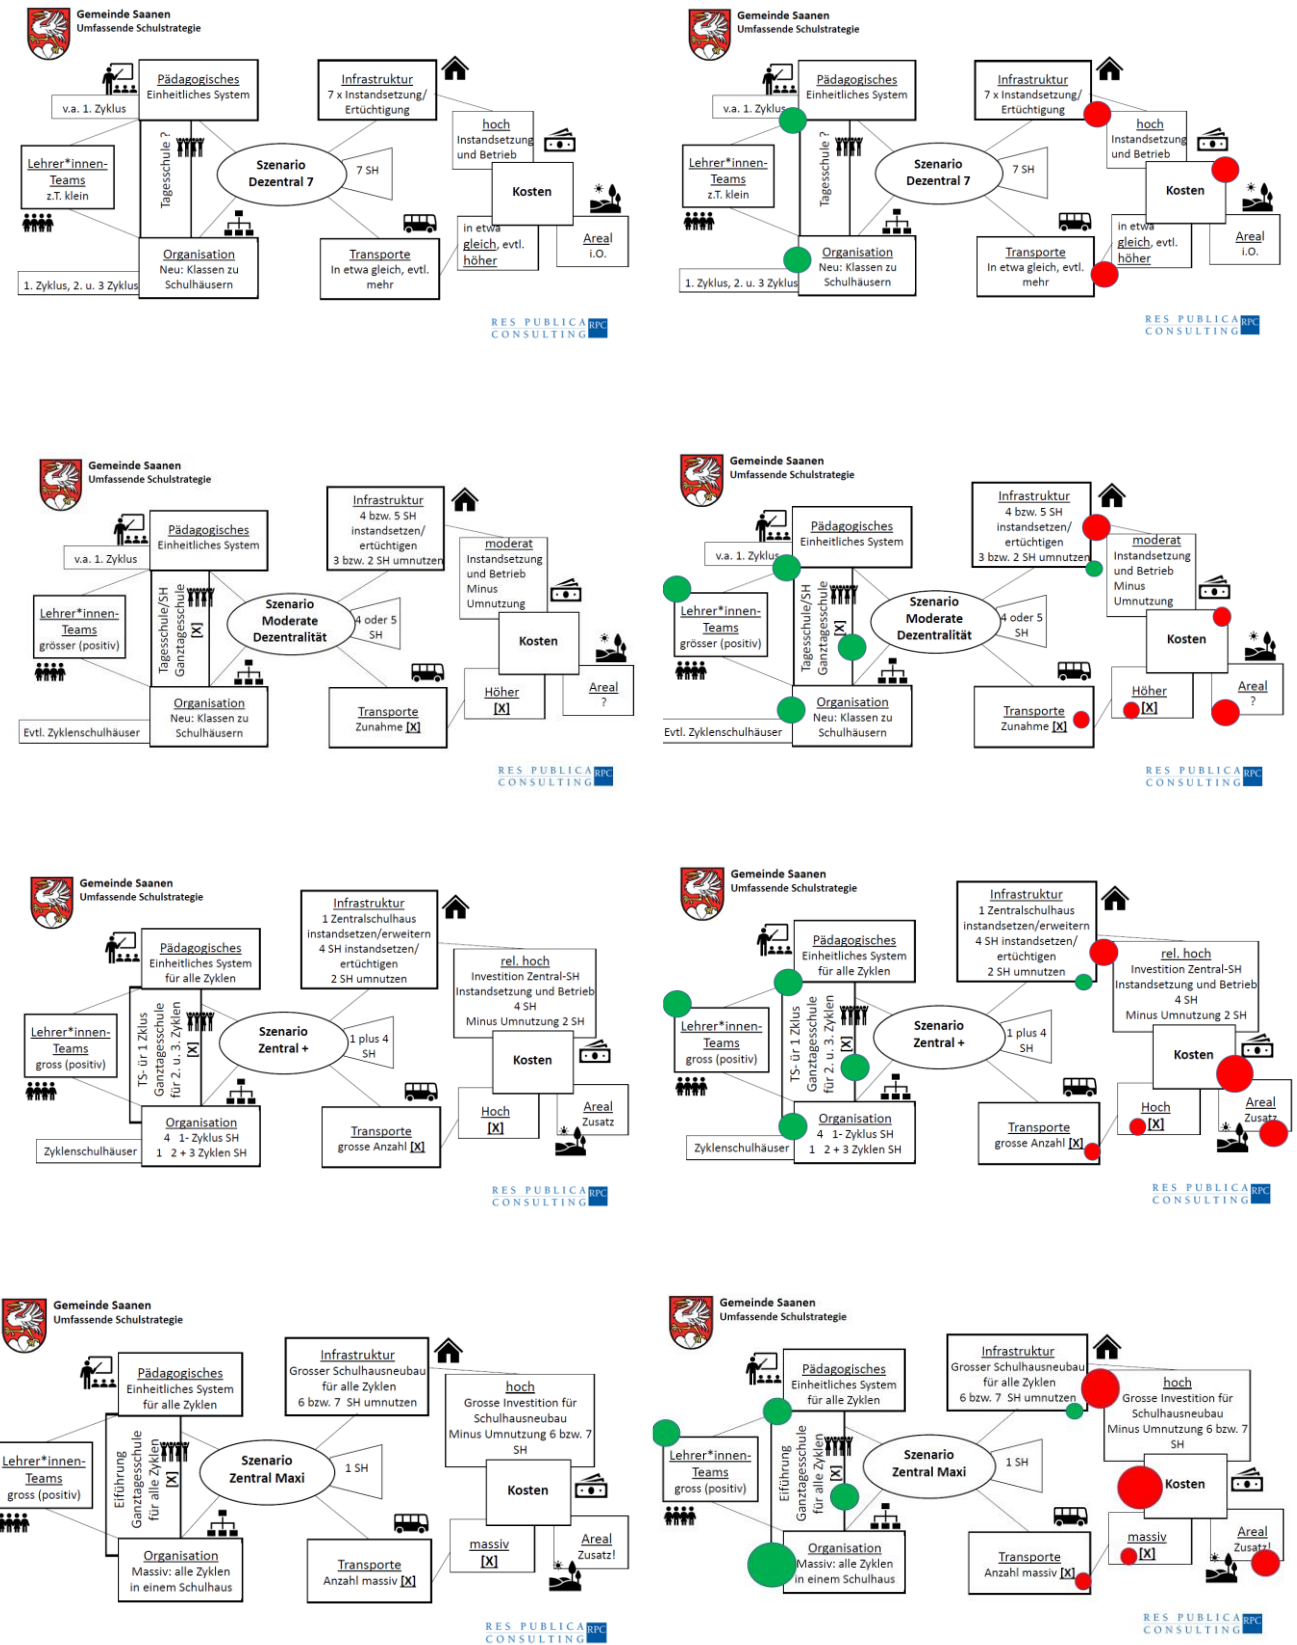 Gemeinde Saanen
Umfassende Schulstrategie
Pädagogisches
Einheitliches System
v.a. 1. Zyklus
Infrastruktur
7 x Instandsetzung/
Ertüchtigung
hoch
Instandsetzung
und Betrieb
Tagesschule ?
Lehrer*innen-
Teams
z.T. klein
Szenario
Dezentral 7
7 SH
Kosten
in etwa
gleich, evtl.
höher
Areal
i.O.
Organisation
Neu: Klassen zu
Schulhäusern
1. Zyklus, 2. u. 3 Zyklus
Transporte
In etwa gleich, evtl.
mehr
RES PUBLICA
CONSULTING
RPC
Gemeinde Saanen
Umfassende Schulstrategie
Pädagogisches
Einheitliches System
v.a. 1. Zyklus
Infrastruktur
7 x Instandsetzung/
Ertüchtigung
hoch
Instandsetzung
und Betrieb
Tagesschule ?
Lehrer*innen-
Teams
z.T. klein
Szenario
Dezentral 7
7 SH
Kosten
in etwa
gleich, evtl.
höher
Areal
i.O.
Organisation
Neu: Klassen zu
Schulhäusern
1. Zyklus, 2. u. 3 Zyklus
Transporte
In etwa gleich, evtl.
mehr
RES PUBLICA
CONSULTING
RPC
Gemeinde Saanen
Umfassende Schulstrategie
Pädagogisches
Einheitliches System
v.a. 1. Zyklus
Infrastruktur
4 bzw. 5 SH
instandsetzen/
ertüchtigen
3 bzw. 2 SH umnutzen
moderat
Instandsetzung
und Betrieb
Minus
Umnutzung
Tagesschule/SH
Ganztagesschule
[X]
Lehrer*innen-
Teams
grösser (positiv)
Szenario
Moderate
Dezentralität
4 oder 5
SH
Kosten
Höher
[X]
Areal
?
Organisation
Neu: Klassen zu
Schulhäusern
Evtl. Zyklenschulhäuser
Transporte
Zunahme [X]
RES PUBLICA
CONSULTING
RPC
Gemeinde Saanen
Umfassende Schulstrategie
Pädagogisches
Einheitliches System
v.a. 1. Zyklus
Infrastruktur
4 bzw. 5 SH
instandsetzen/
ertüchtigen
3 bzw. 2 SH umnutzen
moderat
Instandsetzung
und Betrieb
Minus
Umnutzung
Tagesschule/SH
Ganztagesschule
[X]
Lehrer*innen-
Teams
grösser (positiv)
Szenario
Moderate
Dezentralität
4 oder 5
SH
Kosten
Höher
[X]
Areal
?
Organisation
Neu: Klassen zu
Schulhäusern
Evtl. Zyklenschulhäuser
Transporte
Zunahme [X]
RES PUBLICA
CONSULTING
RPC
Gemeinde Saanen
Umfassende Schulstrategie
Pädagogisches
Einheitliches System
für alle Zyklen
Infrastruktur
1 Zentralschulhaus
instandsetzen/erweitern
4 SH instandsetzen/
ertüchtigen
2 SH umnutzen
rel. hoch
Investition Zentral-SH
Instandsetzung und Betrieb
4 SH
Minus Umnutzung 2 SH
TS- ür 1 Zklus
Ganztagesschule
für 2. u. 3. Zyklen
[X]
Lehrer*innen-
Teams
gross (positiv)
Szenario
Zentral +
1 plus 4
SH
Kosten
Hoch
[X]
Areal
Zusatz
Organisation
4 1- Zyklus SH
1 2 + 3 Zyklen SH
Zyklenschulhäuser
Transporte
grosse Anzahl [X]
RES PUBLICA
CONSULTING
RPC
Gemeinde Saanen
Umfassende Schulstrategie
Pädagogisches
Einheitliches System
für alle Zyklen
Infrastruktur
1 Zentralschulhaus
instandsetzen/erweitern
4 SH instandsetzen/
ertüchtigen
2 SH umnutzen
rel. hoch
Investition Zentral-SH
Instandsetzung und Betrieb
4 SH
Minus Umnutzung 2 SH
TS- ür 1 Zklus
Ganztagesschule
für 2. u. 3. Zyklen
[X]
Lehrer*innen-
Teams
gross (positiv)
Szenario
Zentral +
1 plus 4
SH
Kosten
Hoch
[X]
Areal
Zusatz
Organisation
4 1- Zyklus SH
1 2 + 3 Zyklen SH
Zyklenschulhäuser
Transporte
grosse Anzahl [X]
RES PUBLICA
CONSULTING
RPC
Gemeinde Saanen
Umfassende Schulstrategie
Pädagogisches
Einheitliches System
für alle Zyklen
Infrastruktur
Grosser Schulhausneubau
für alle Zyklen
6 bzw. 7 SH umnutzen
hoch
Grosse Investition für
Schulhausneubau
Minus Umnutzung 6 bzw. 7
SH
Eiführung
Ganztagesschule
für alle Zyklen
[X]
Lehrer*innen-
Teams
gross (positiv)
Szenario
Zentral Maxi
1 SH
Kosten
massiv
[X]
Areal
Zusatz!
Organisation
Massiv: alle Zyklen
in einem Schulhaus
Transporte
Anzahl massiv [X]
RES PUBLICA
CONSULTING
RPC
Gemeinde Saanen
Umfassende Schulstrategie
Pädagogisches
Einheitliches System
für alle Zyklen
Infrastruktur
Grosser Schulhausneubau
für alle Zyklen
6 bzw. 7 SH umnutzen
hoch
Grosse Investition für
Schulhausneubau
Minus Umnutzung 6 bzw. 7
SH
Eiführung
Ganztagesschule
für alle Zyklen
[X]
Lehrer*innen-
Teams
gross (positiv)
Szenario
Zentral Maxi
1 SH
Kosten
massiv
[X]
Areal
Zusatz!
Organisation
Massiv: alle Zyklen
in einem Schulhaus
Transporte
Anzahl massiv [X]
RES PUBLICA
CONSULTING
RPC